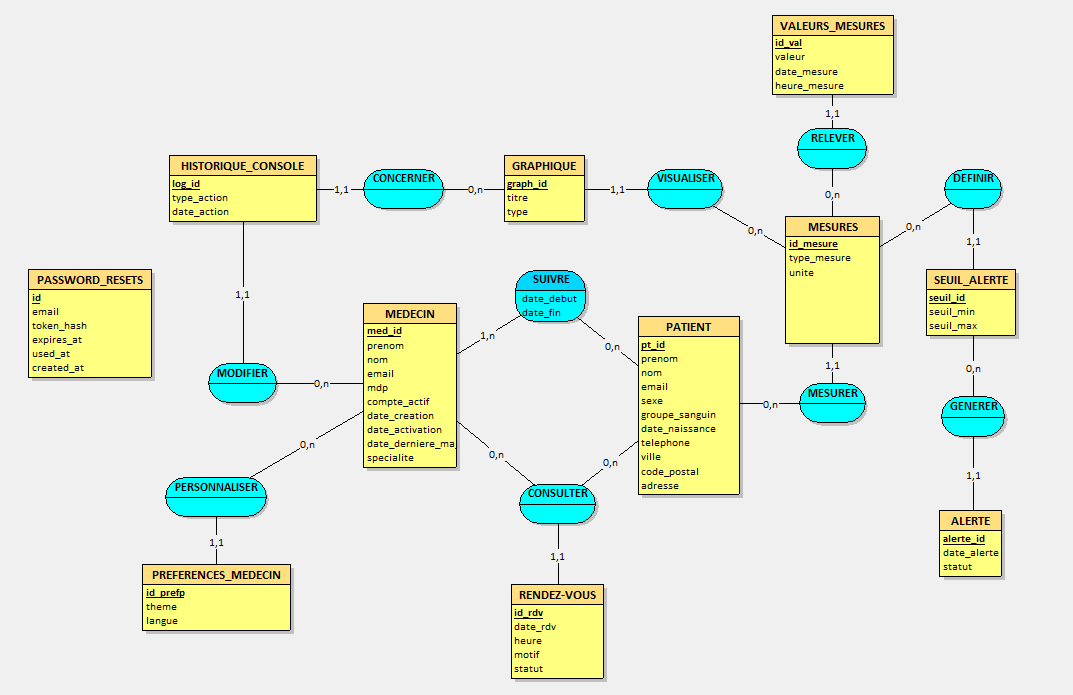 VALEURS_MESURES
id_val
valeur
date_mesure
heure_mesure
1,1
RELEVER
0,n
HISTORIQUE_CONSOLE
log_id
type_action
date_action
1,1
CONCERNER
0,n
GRAPHIQUE
graph_id
titre
type
1,1
VISUALISER
0,n
DEFINIR
0,n
1,1
MESURES
id_mesure
type_mesure
unite
PASSWORD_RESETS
id
email
token_hash
expires_at
used_at
created_at
1,1
MODIFIER
0,n
MEDECIN
med_id
prenom
nom
email
mdp
compte_actif
date_creation
date_activation
date_derniere_maj
specialite
SUIVRE
date_debut
date_fin
1,n
0,n
PATIENT
pt_id
prenom
nom
email
sexe
groupe_sanguin
date_naissance
telephone
ville
code_postal
adresse
0,n
MESURER
1,1
SEUIL_ALERTE
seuil_id
seuil_min
seuil_max
0,n
GENERER
1,1
ALERTE
alerte_id
date_alerte
statut
0,n
PERSONNALISER
1,1
PREFERENCES_MEDECIN
id_prefp
theme
langue
0,n
0,n
CONSULTER
1,1
RENDEZ-VOUS
id_rdv
date_rdv
heure
motif
statut